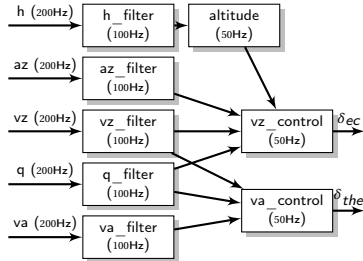 h (200Hz)
h_filter
(100Hz)
altitude
(50Hz)
az (200Hz)
az_filter
(100Hz)
vz (200Hz)
vz_filter
(100Hz)
vz_control
(50Hz)
δec
q (200Hz)
q_filter
(100Hz)
va_control
(50Hz)
δthe
va (200Hz)
va_filter
(100Hz)